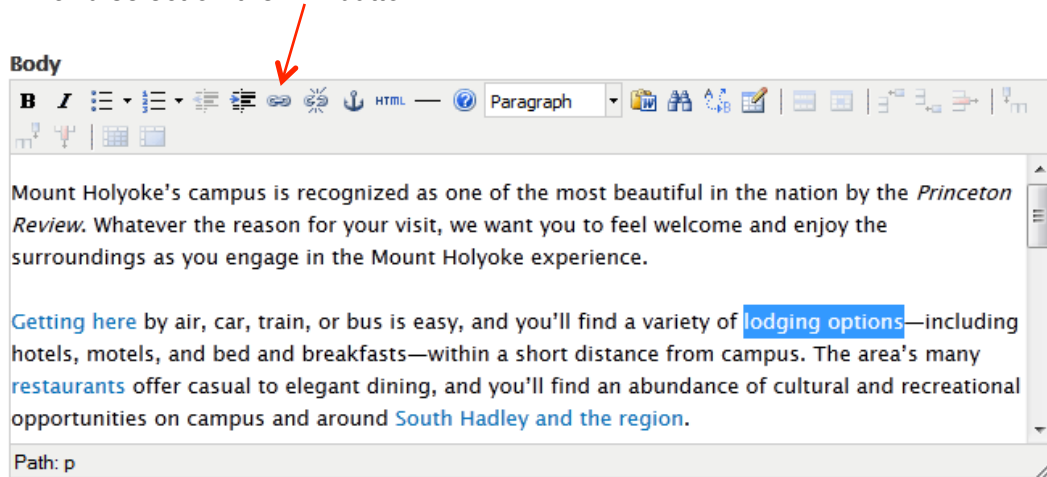 Body
B I HTML Paragraph
Mount Holyoke's campus is recognized as one of the most beautiful in the nation by the Princeton
Review. Whatever the reason for your visit, we want you to feel welcome and enjoy the
surroundings as you engage in the Mount Holyoke experience.
Getting here by air, car, train, or bus is easy, and you'll find a variety of lodging options—including
hotels, motels, and bed and breakfasts—within a short distance from campus. The area's many
restaurants offer casual to elegant dining, and you'll find an abundance of cultural and recreational
opportunities on campus and around South Hadley and the region.
Path: p